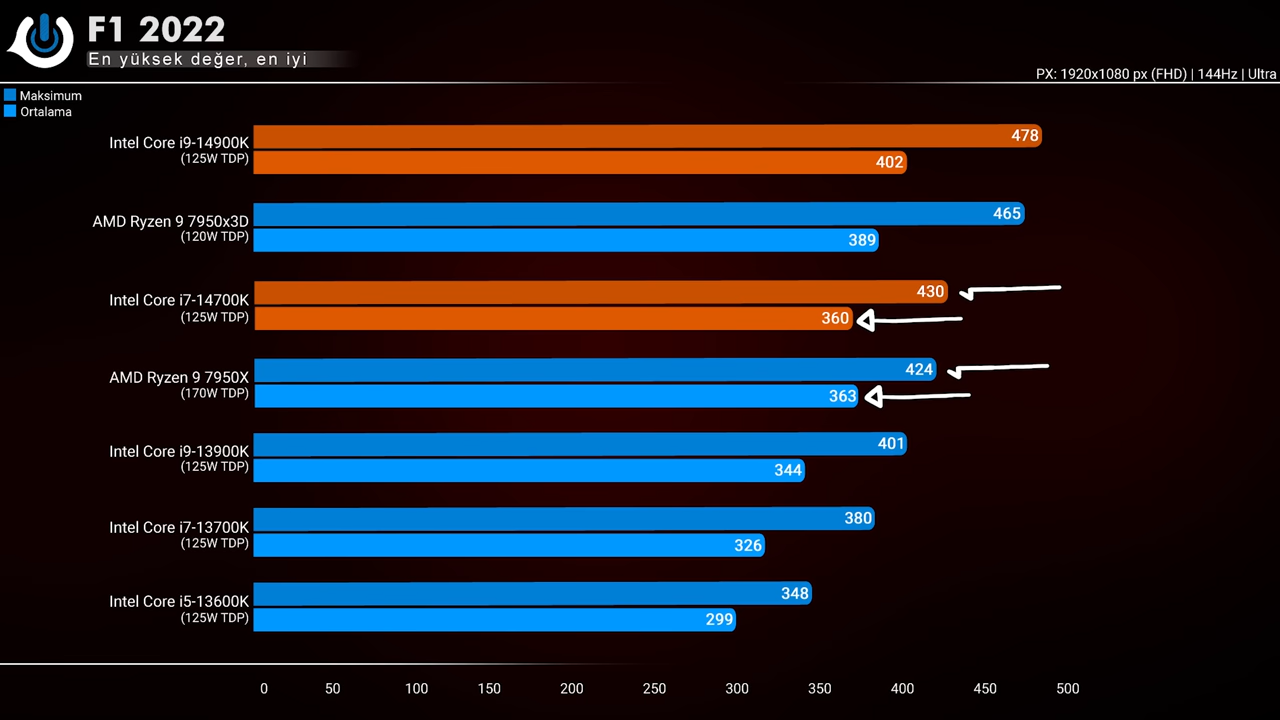 F1 2022
En yüksek değer, en iyi
PX: 1920x1080 px (FHD) | 144Hz | Ultra
Maksimum
Ortalama
Intel Core i9-14900K
(125W TDP)
478
402
AMD Ryzen 9 7950x3D
(120W TDP)
465
389
Intel Core i7-14700K
(125W TDP)
430
360
AMD Ryzen 9 7950X
(170W TDP)
424
363
Intel Core i9-13900K
(125W TDP)
401
344
Intel Core i7-13700K
(125W TDP)
380
326
Intel Core i5-13600K
(125W TDP)
348
299
0 50 100 150 200 250 300 350 400 450 500